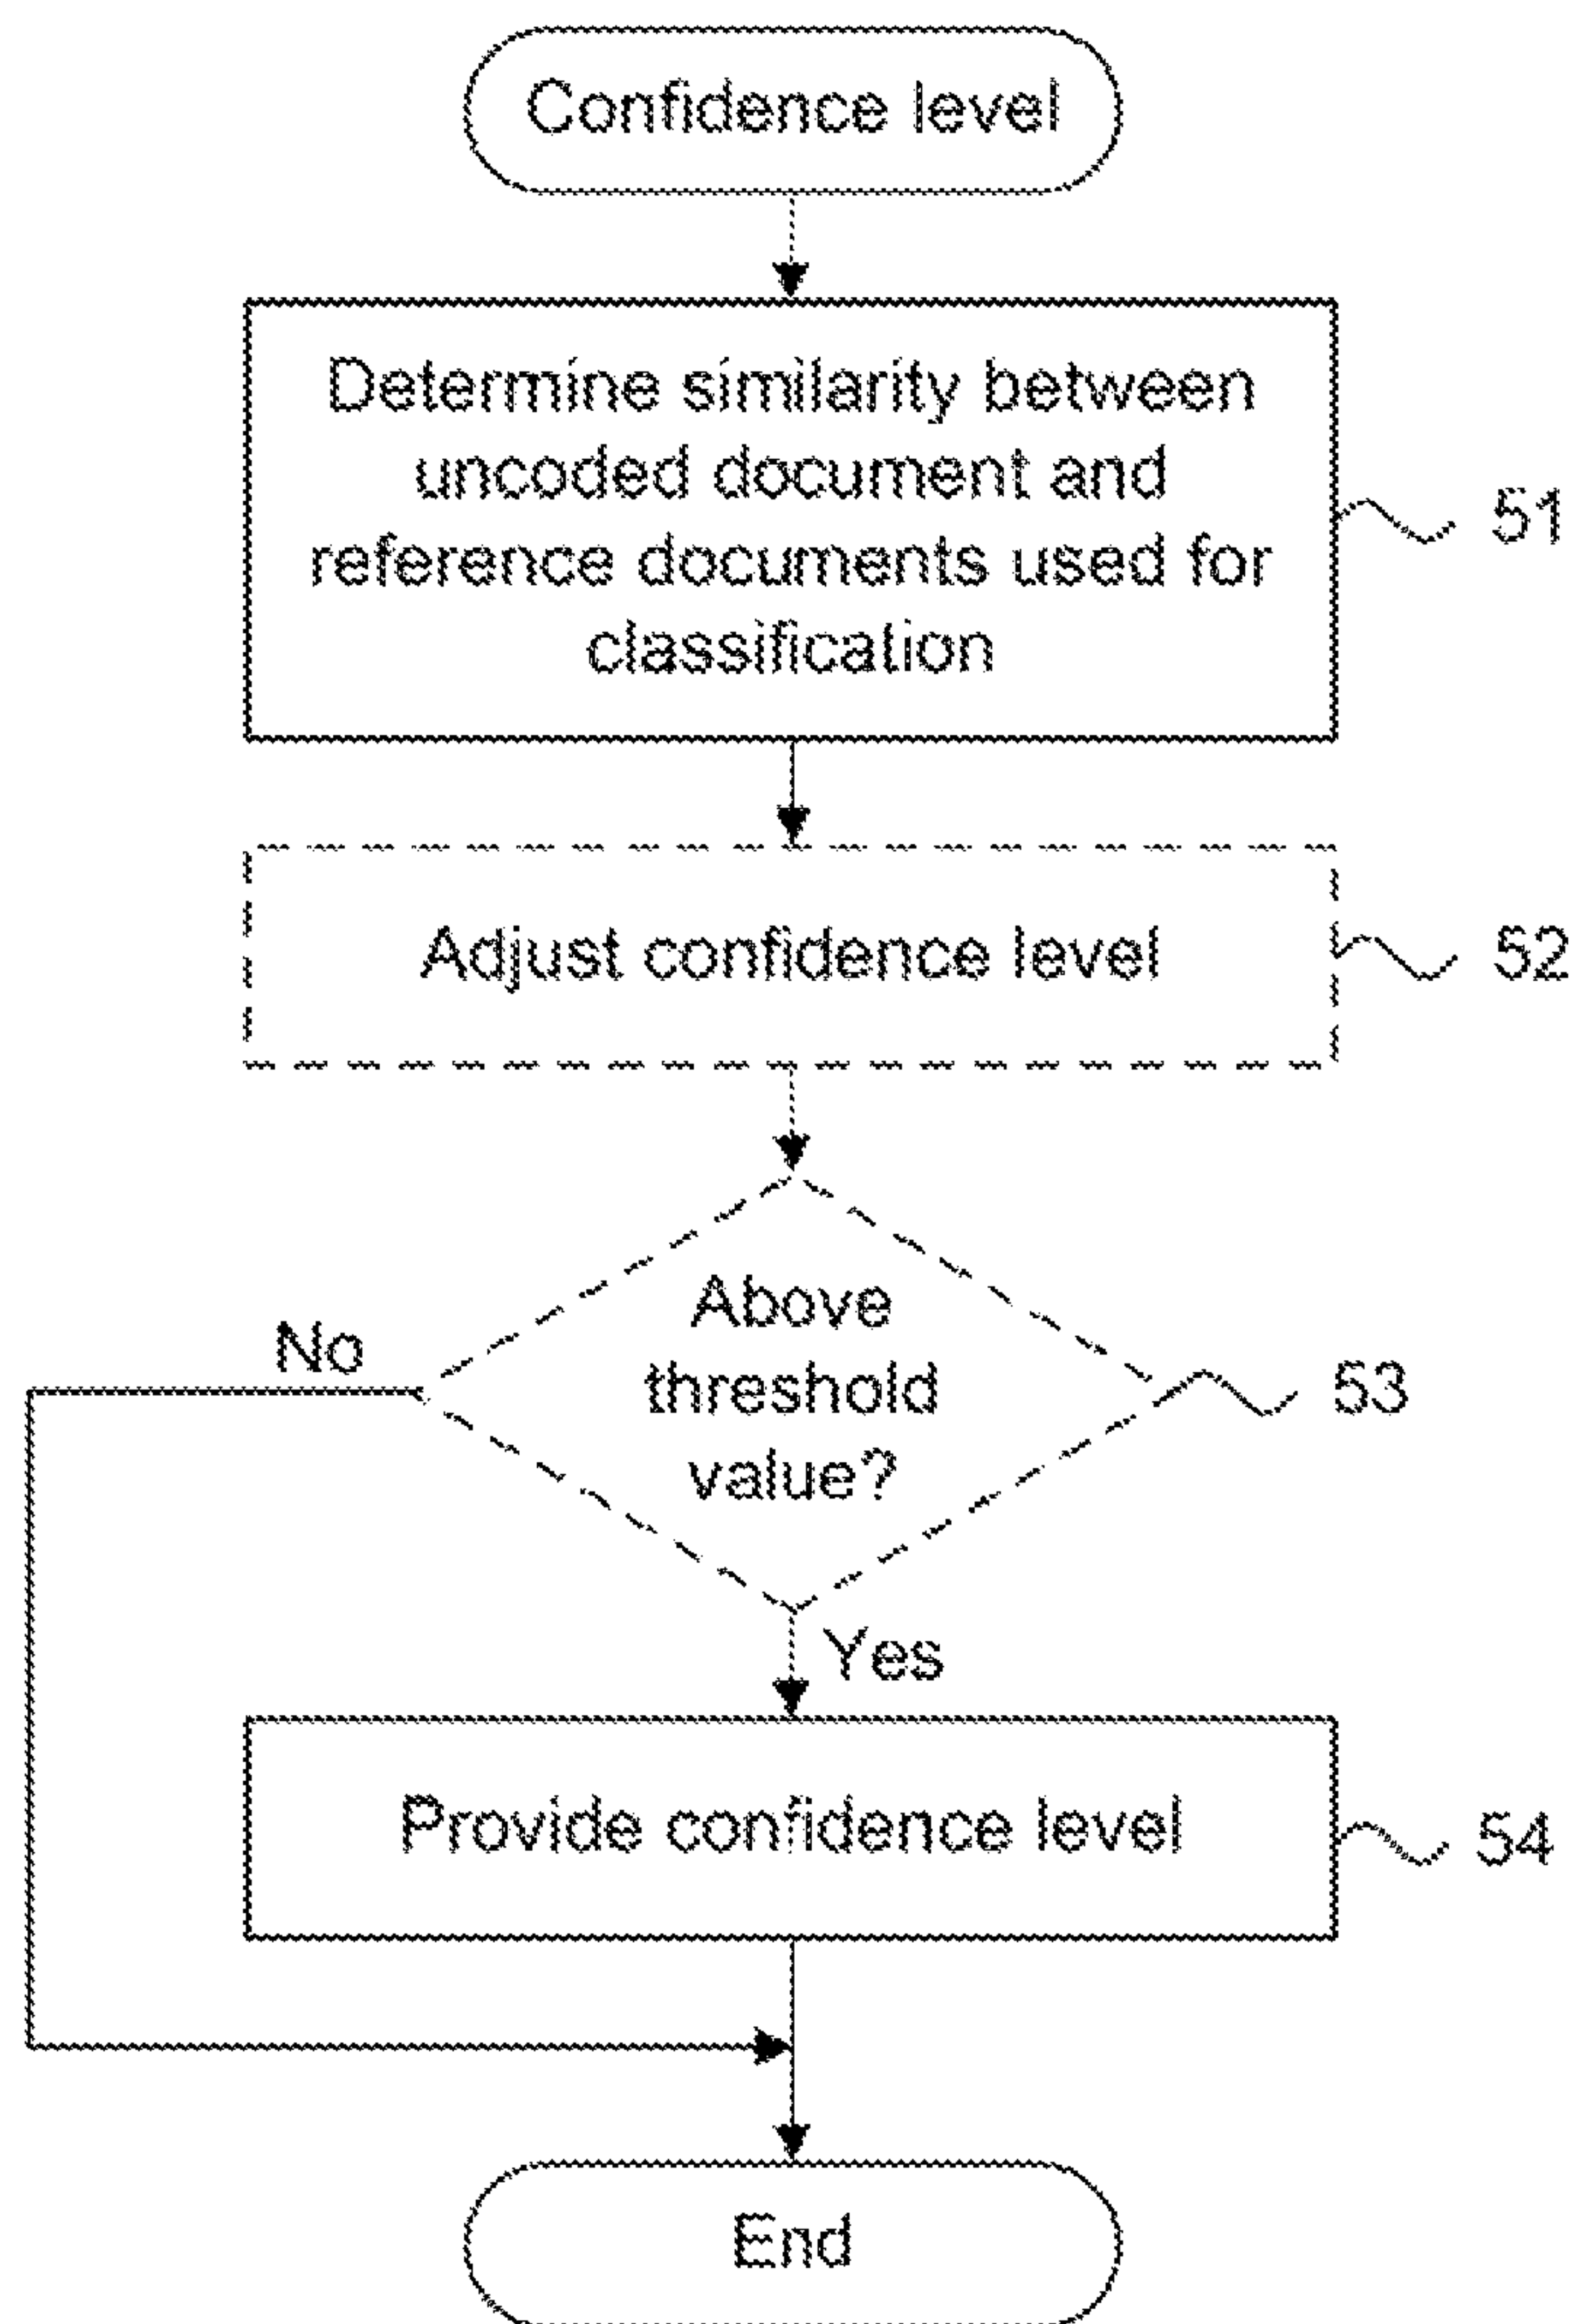 Confidence level
Determine similarity between
uncoded document and
reference documents used for
classification
51
Adjust confidence level
52
Above
threshold
value?
No
53
Yes
Provide confidence level
54
End